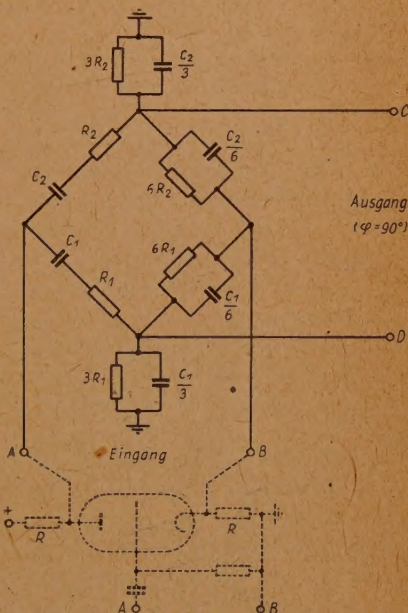 3R₂ C₂/3
C
R₂ C₂/6
C₂ 6R₂
Ausgang
(φ=90°)
C₁ 6R₁
R₁ C₁/6
D
3R₁ C₁/3
A Eingang B
+ R R
A B